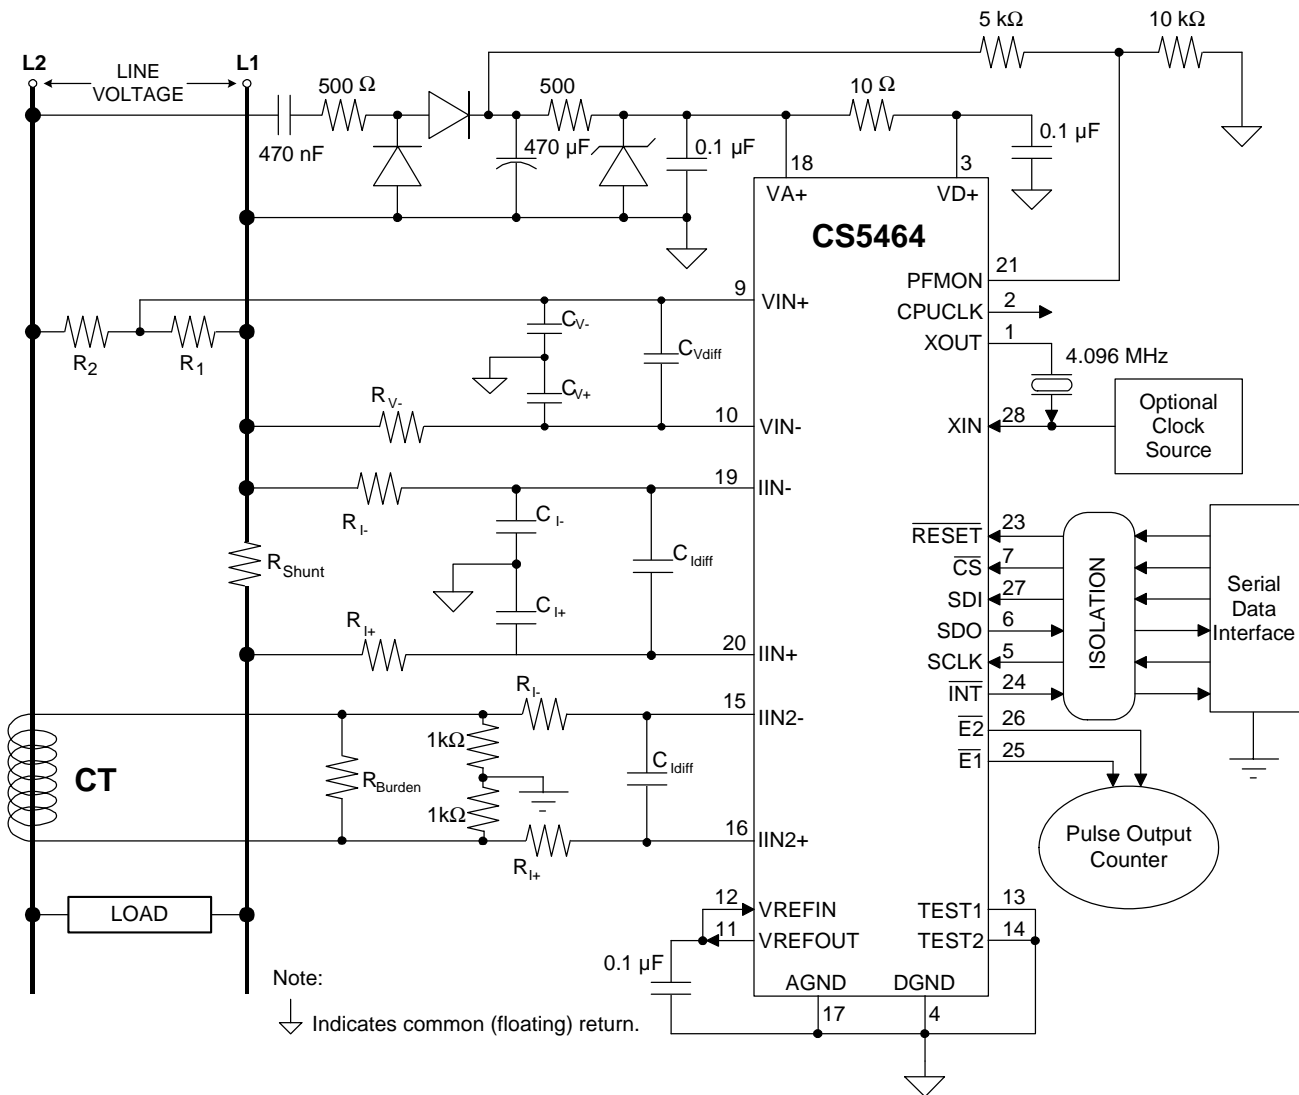 5 kΩ
10 kΩ
L2
LINE
VOLTAGE
L1
500 Ω
500
10 Ω
470 nF
470 µF
0.1 µF
0.1 µF
18
3
VA+
VD+
CS5464
21
PFMON
9
VIN+
2
CPUCLK
1
XOUT
4.096 MHz
R2
R1
CV-
CVdiff
CV+
RV-
10
VIN-
28
XIN
Optional
Clock
Source
19
IIN-
RI-
CI-
CIdiff
RShunt
CI+
RI+
20
IIN+
23
RESET
7
CS
27
SDI
6
SDO
5
SCLK
24
INT
ISOLATION
Serial
Data
Interface
RI-
15
IIN2-
1kΩ
CT
RBurden
CIdiff
1kΩ
16
IIN2+
RI+
26
E2
25
E1
Pulse Output
Counter
LOAD
12
VREFIN
11
VREFOUT
0.1 µF
13
TEST1
14
TEST2
AGND
DGND
17
4
Note:
Indicates common (floating) return.